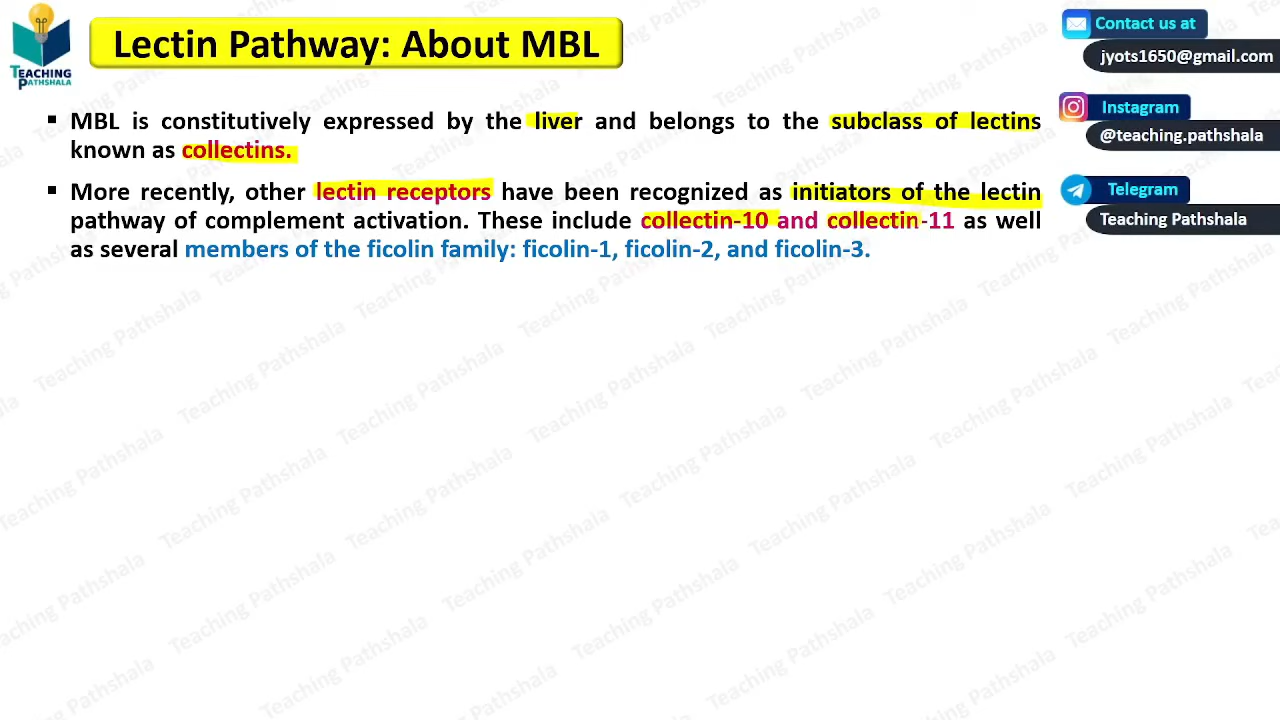 TEACHING
PATHSHALA
Lectin Pathway: About MBL
Contact us at
jyots1650@gmail.com
Instagram
@teaching.pathshala
Telegram
Teaching Pathshala
▪ MBL is constitutively expressed by the liver and belongs to the subclass of lectins
known as collectins.
▪ More recently, other lectin receptors have been recognized as initiators of the lectin
pathway of complement activation. These include collectin-10 and collectin-11 as well
as several members of the ficolin family: ficolin-1, ficolin-2, and ficolin-3.
Teaching Pathshala